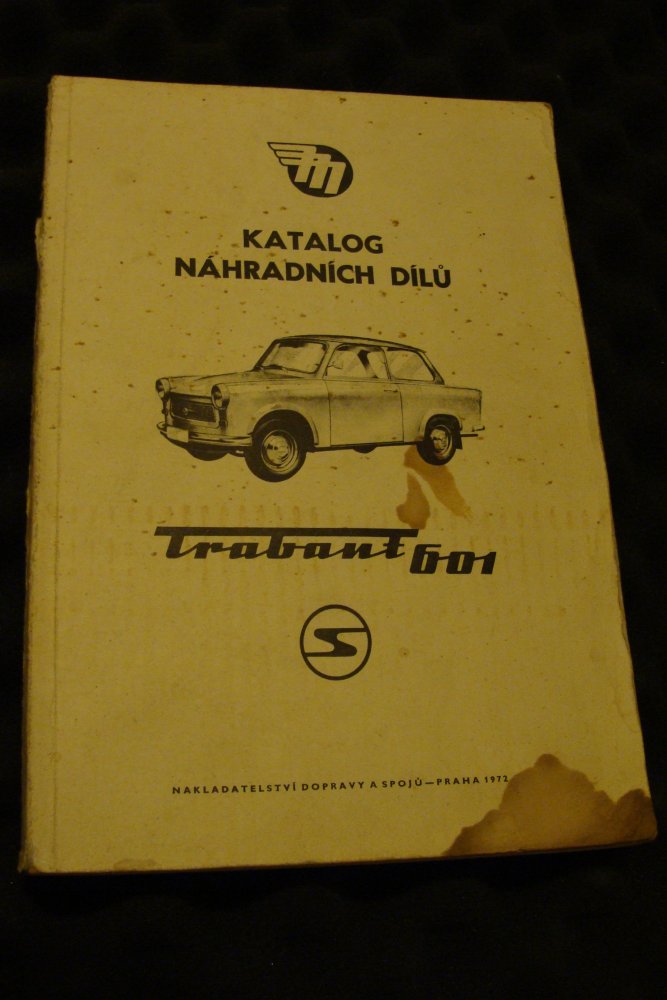 M
KATALOG
NÁHRADNÍCH DÍLŮ
Trabant 601
S
NAKLADATELSTVÍ DOPRAVY A SPOJŮ—PRAHA 1972